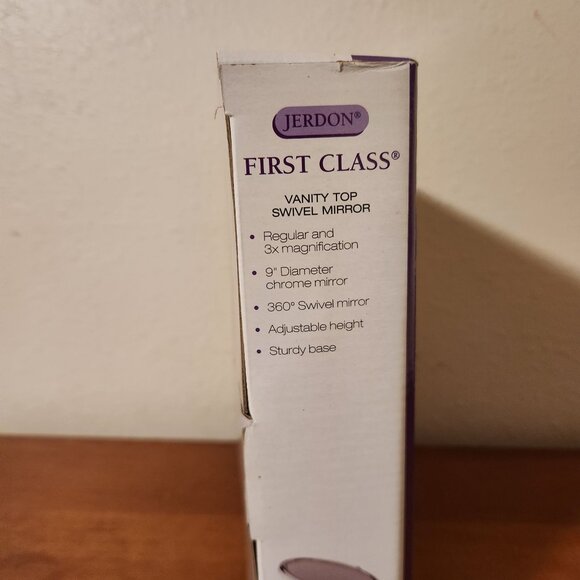 JERDON®
FIRST CLASS®
VANITY TOP
SWIVEL MIRROR
• Regular and
3x magnification
• 9" Diameter
chrome mirror
• 360° Swivel mirror
• Adjustable height
• Sturdy base